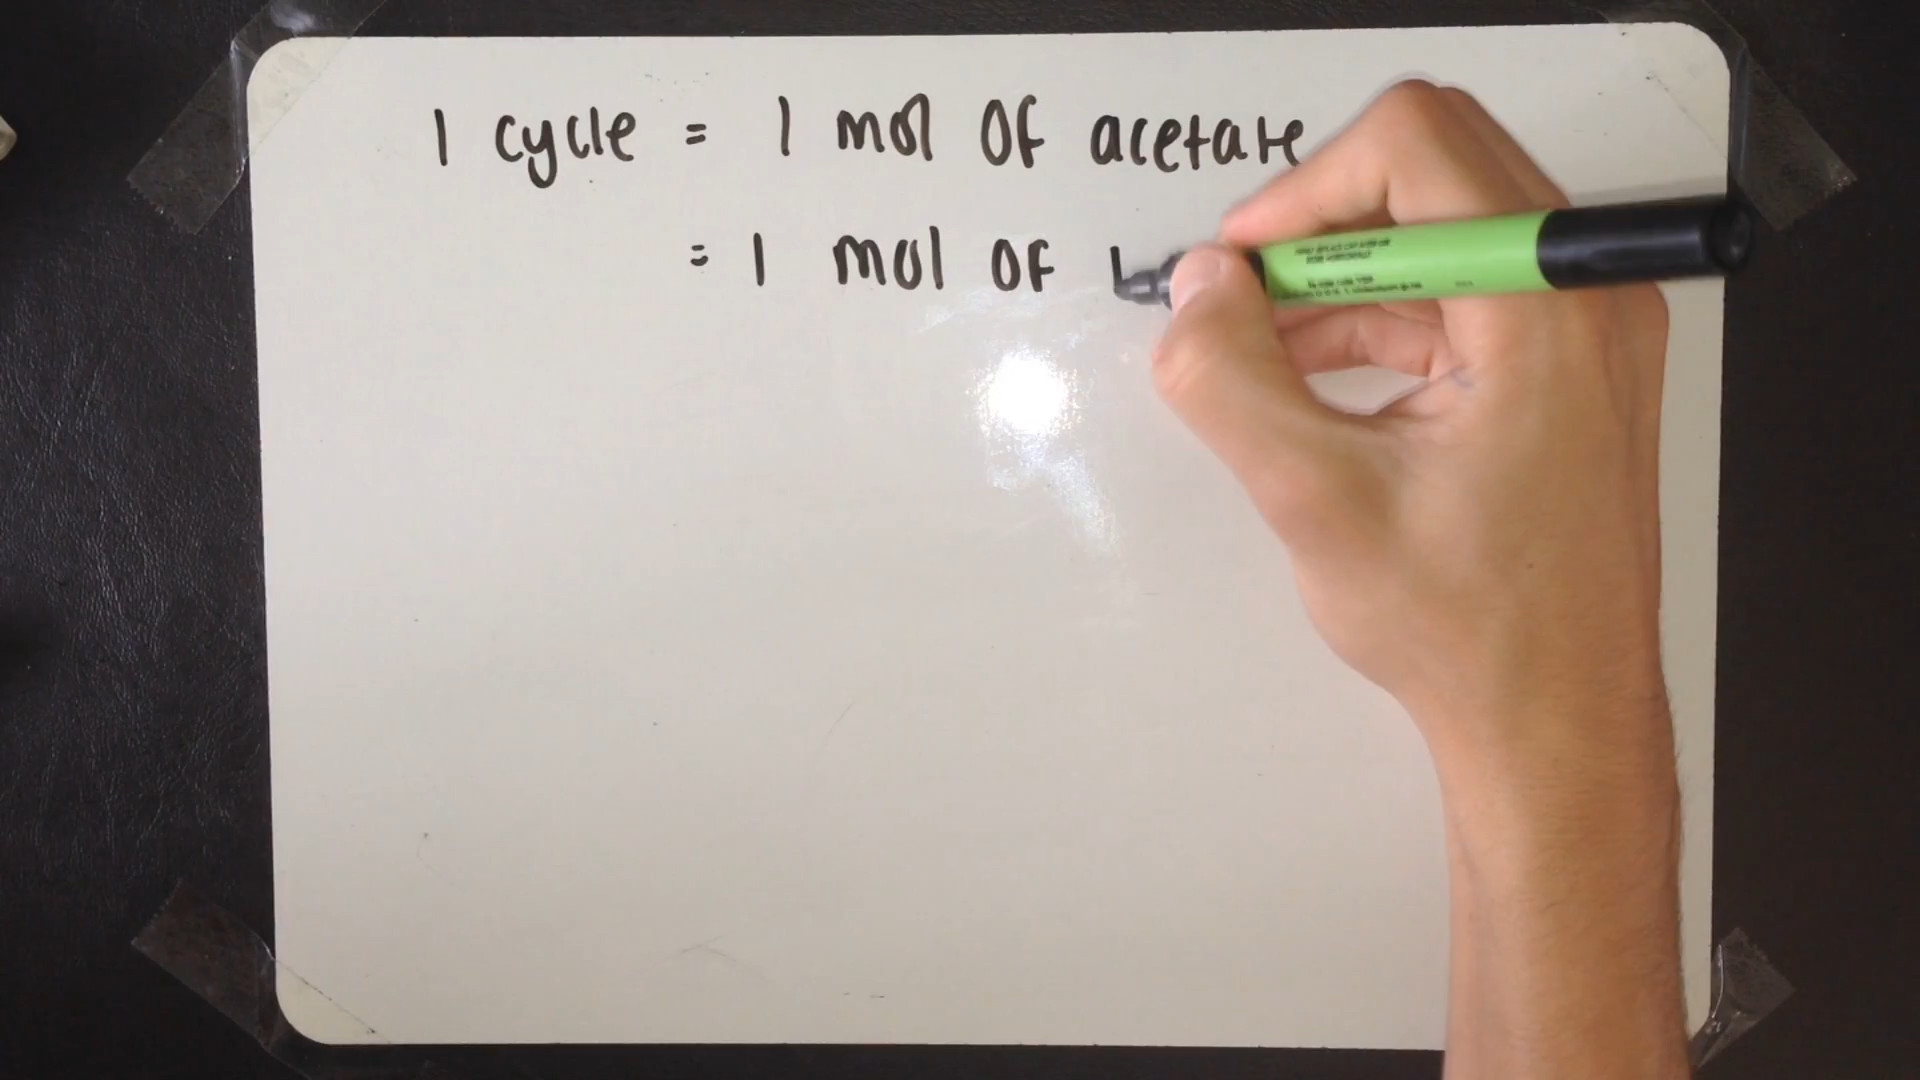 1 cycle = 1 mol of acetate
= 1 mol of